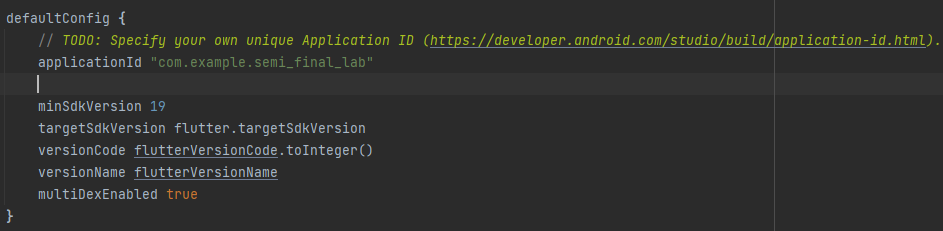 defaultConfig {
// TODO: Specify your own unique Application ID (https://developer.android.com/studio/build/application-id.html).
applicationId "com.example.semi_final_lab"
minSdkVersion 19
targetSdkVersion flutter.targetSdkVersion
versionCode flutterVersionCode.toInteger()
versionName flutterVersionName
multiDexEnabled true
}